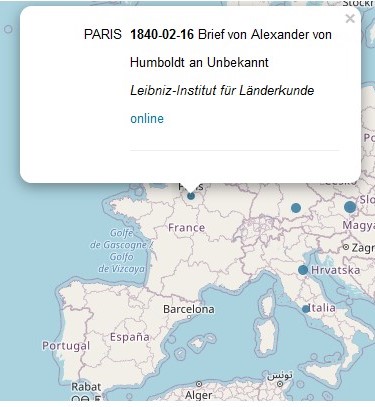 Stockh
×
PARIS 1840-02-16 Brief von Alexander von
Humboldt an Unbekannt
Leibniz-Institut für Länderkunde
online
Paris
France
Golfe
de Gascogne /
Golfo de
Vizcaya
Magya
Zagr
Hrvatska
Italia
Barcelona
España
Portugal
Rabat
Alger
تونس